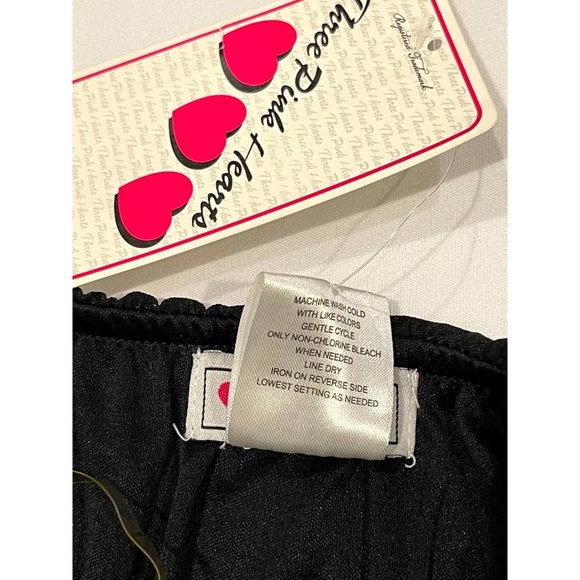 Three Pink Hearts
Registered Trademark
MACHINE WASH COLD
WITH LIKE COLORS
GENTLE CYCLE
ONLY NON-CHLORINE BLEACH
WHEN NEEDED
LINE DRY
IRON ON REVERSE SIDE
LOWEST SETTING AS NEEDED